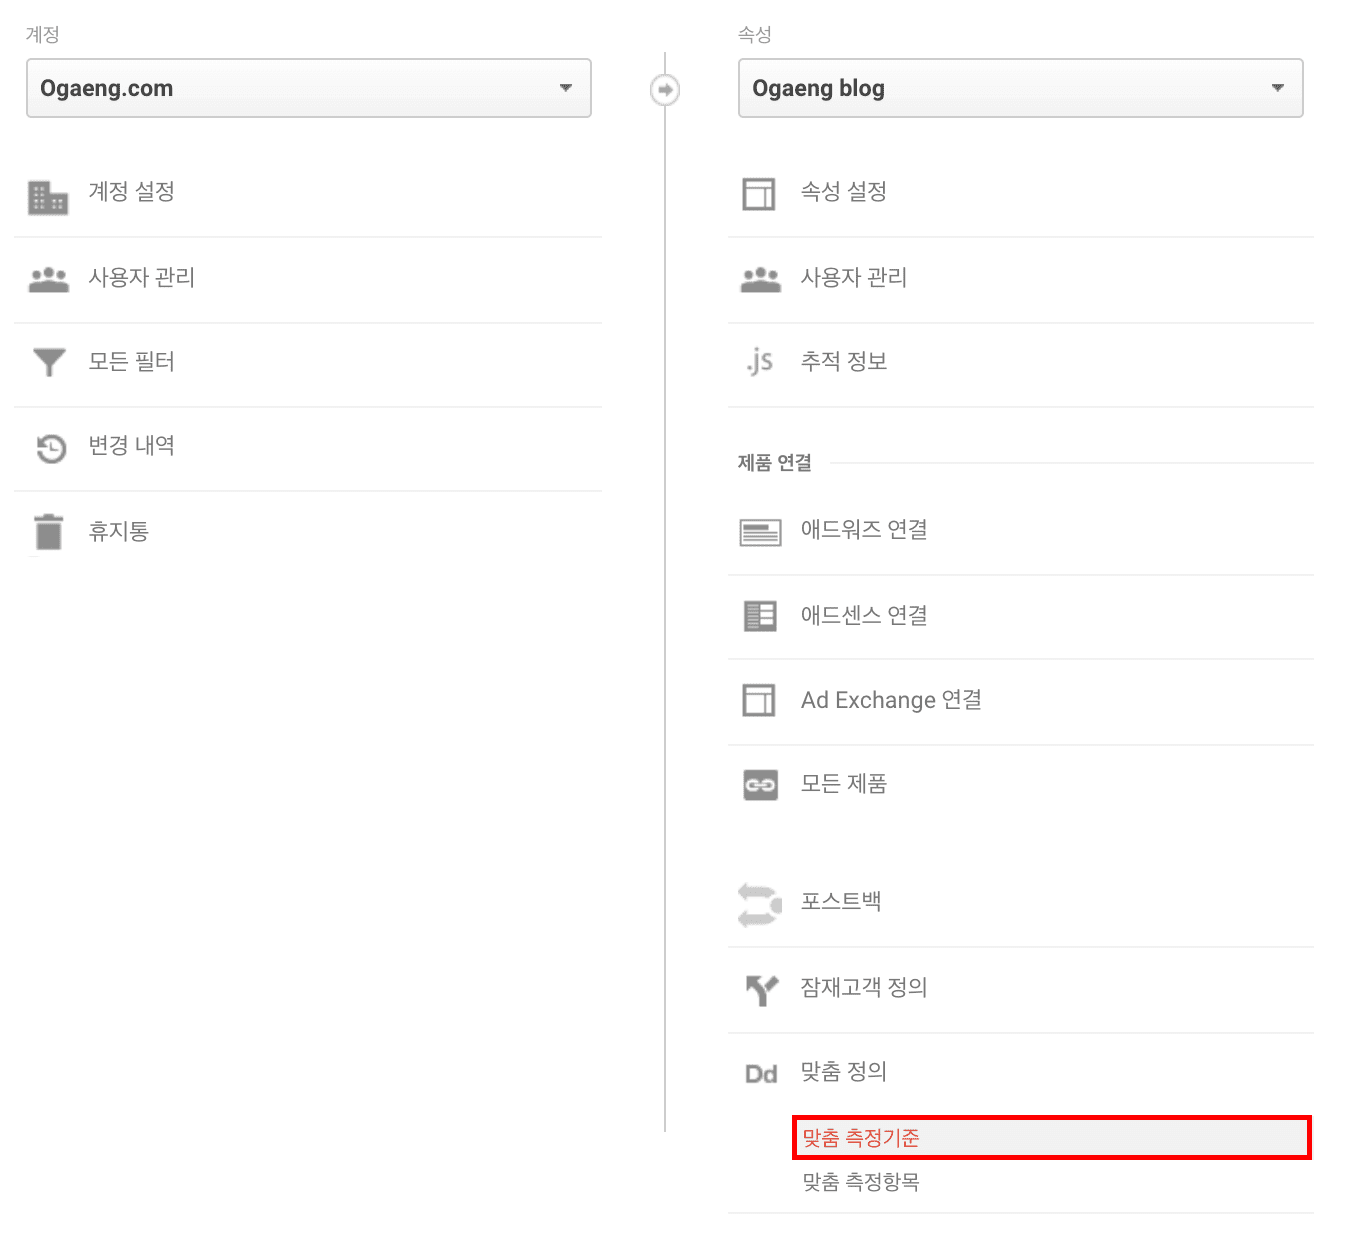 계정
Ogaeng.com
계정 설정
사용자 관리
모든 필터
변경 내역
휴지통
속성
Ogaeng blog
속성 설정
사용자 관리
.js 추적 정보
제품 연결
애드워즈 연결
애드센스 연결
Ad Exchange 연결
모든 제품
포스트백
잠재고객 정의
Dd 맞춤 정의
맞춤 측정기준
맞춤 측정항목